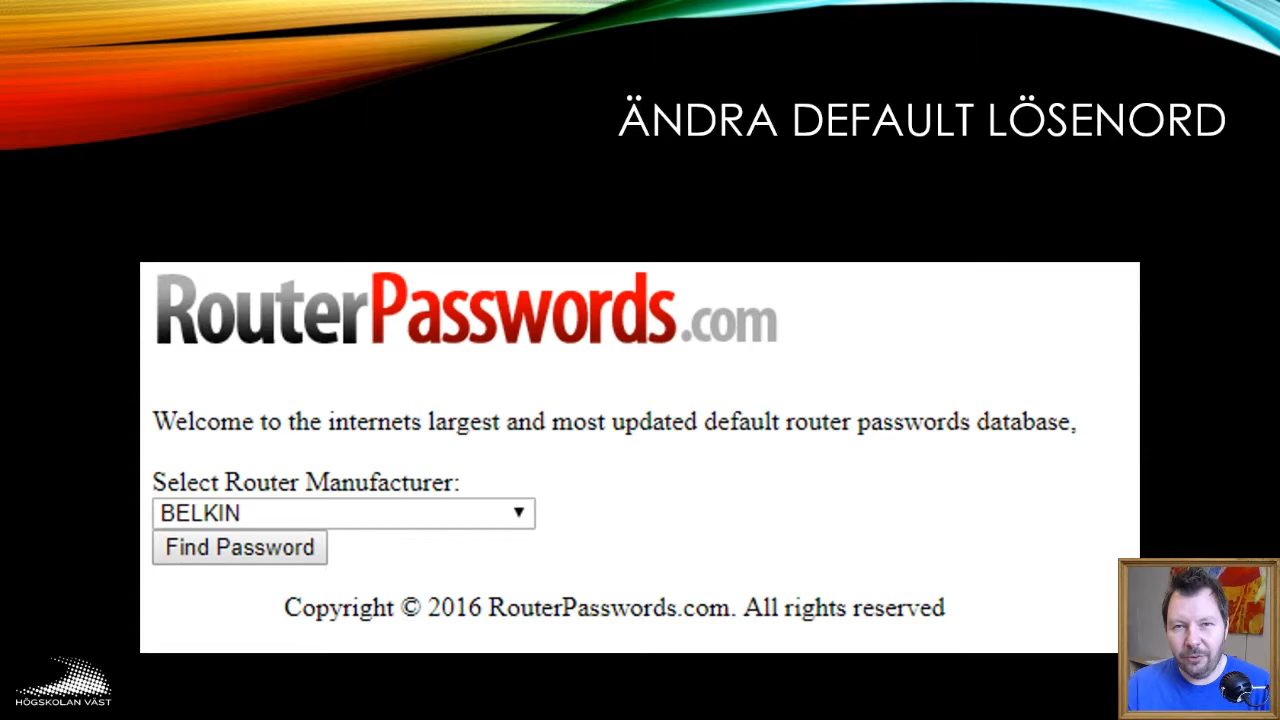 ÄNDRA DEFAULT LÖSENORD
RouterPasswords.com
Welcome to the internets largest and most updated default router passwords database,
Select Router Manufacturer:
BELKIN
Find Password
Copyright © 2016 RouterPasswords.com. All rights reserved
HÖGSKOLAN VÄST